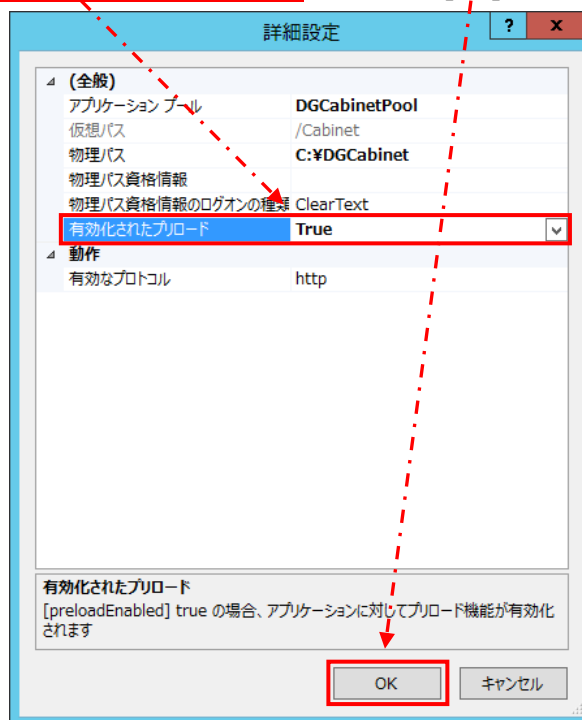 詳細設定
? x
(全般)
アプリケーション プール DGCabinetPool
仮想パス /Cabinet
物理パス C:¥DGCabinet
物理パス資格情報
物理パス資格情報のログオンの種類 ClearText
有効化されたプリロード True
動作
有効なプロトコル http
有効化されたプリロード
[preloadEnabled] true の場合、アプリケーションに対してプリロード機能が有効化
されます
OK キャンセル